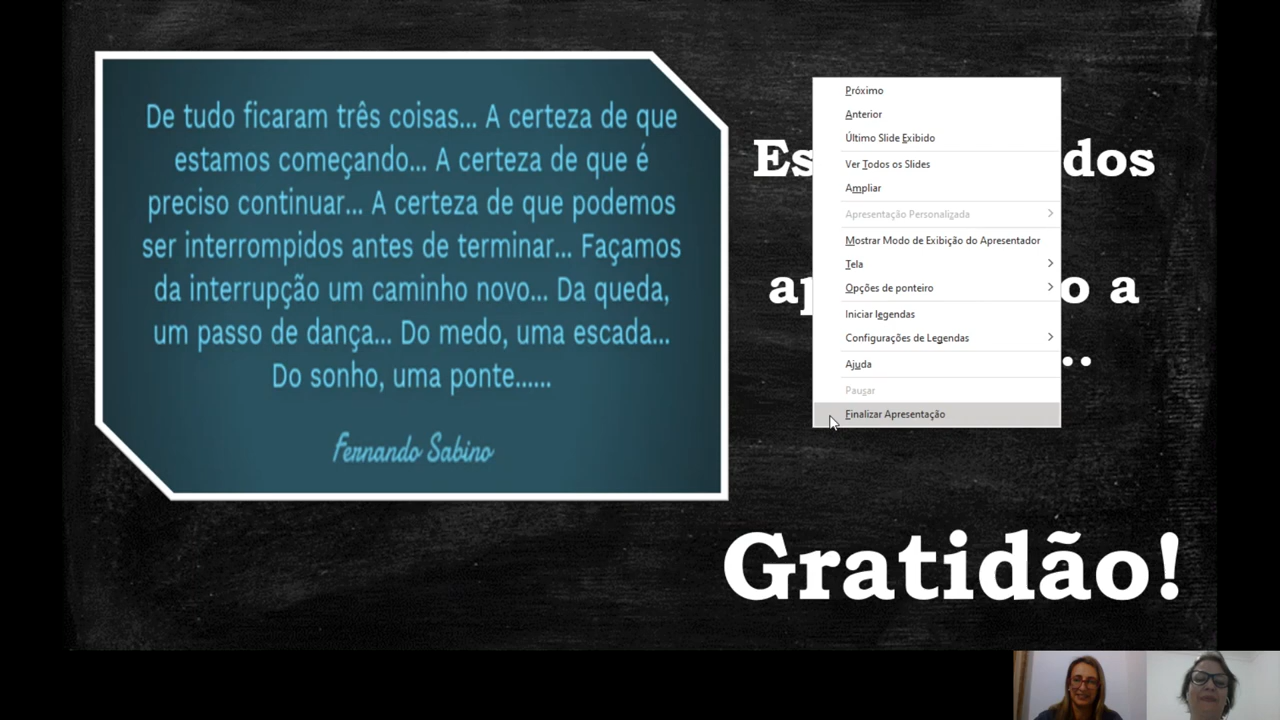 De tudo ficaram três coisas... A certeza de que
estamos começando... A certeza de que é
preciso continuar... A certeza de que podemos
ser interrompidos antes de terminar... Façamos
da interrupção um caminho novo... Da queda,
um passo de dança... Do medo, uma escada...
Do sonho, uma ponte......
Fernando Sabino
Próximo
Anterior
Último Slide Exibido
Ver Todos os Slides
Ampliar
Apresentação Personalizada
Mostrar Modo de Exibição do Apresentador
Tela
Opções de ponteiro
Iniciar legendas
Configurações de Legendas
Ajuda
Pausar
Finalizar Apresentação
Gratidão!